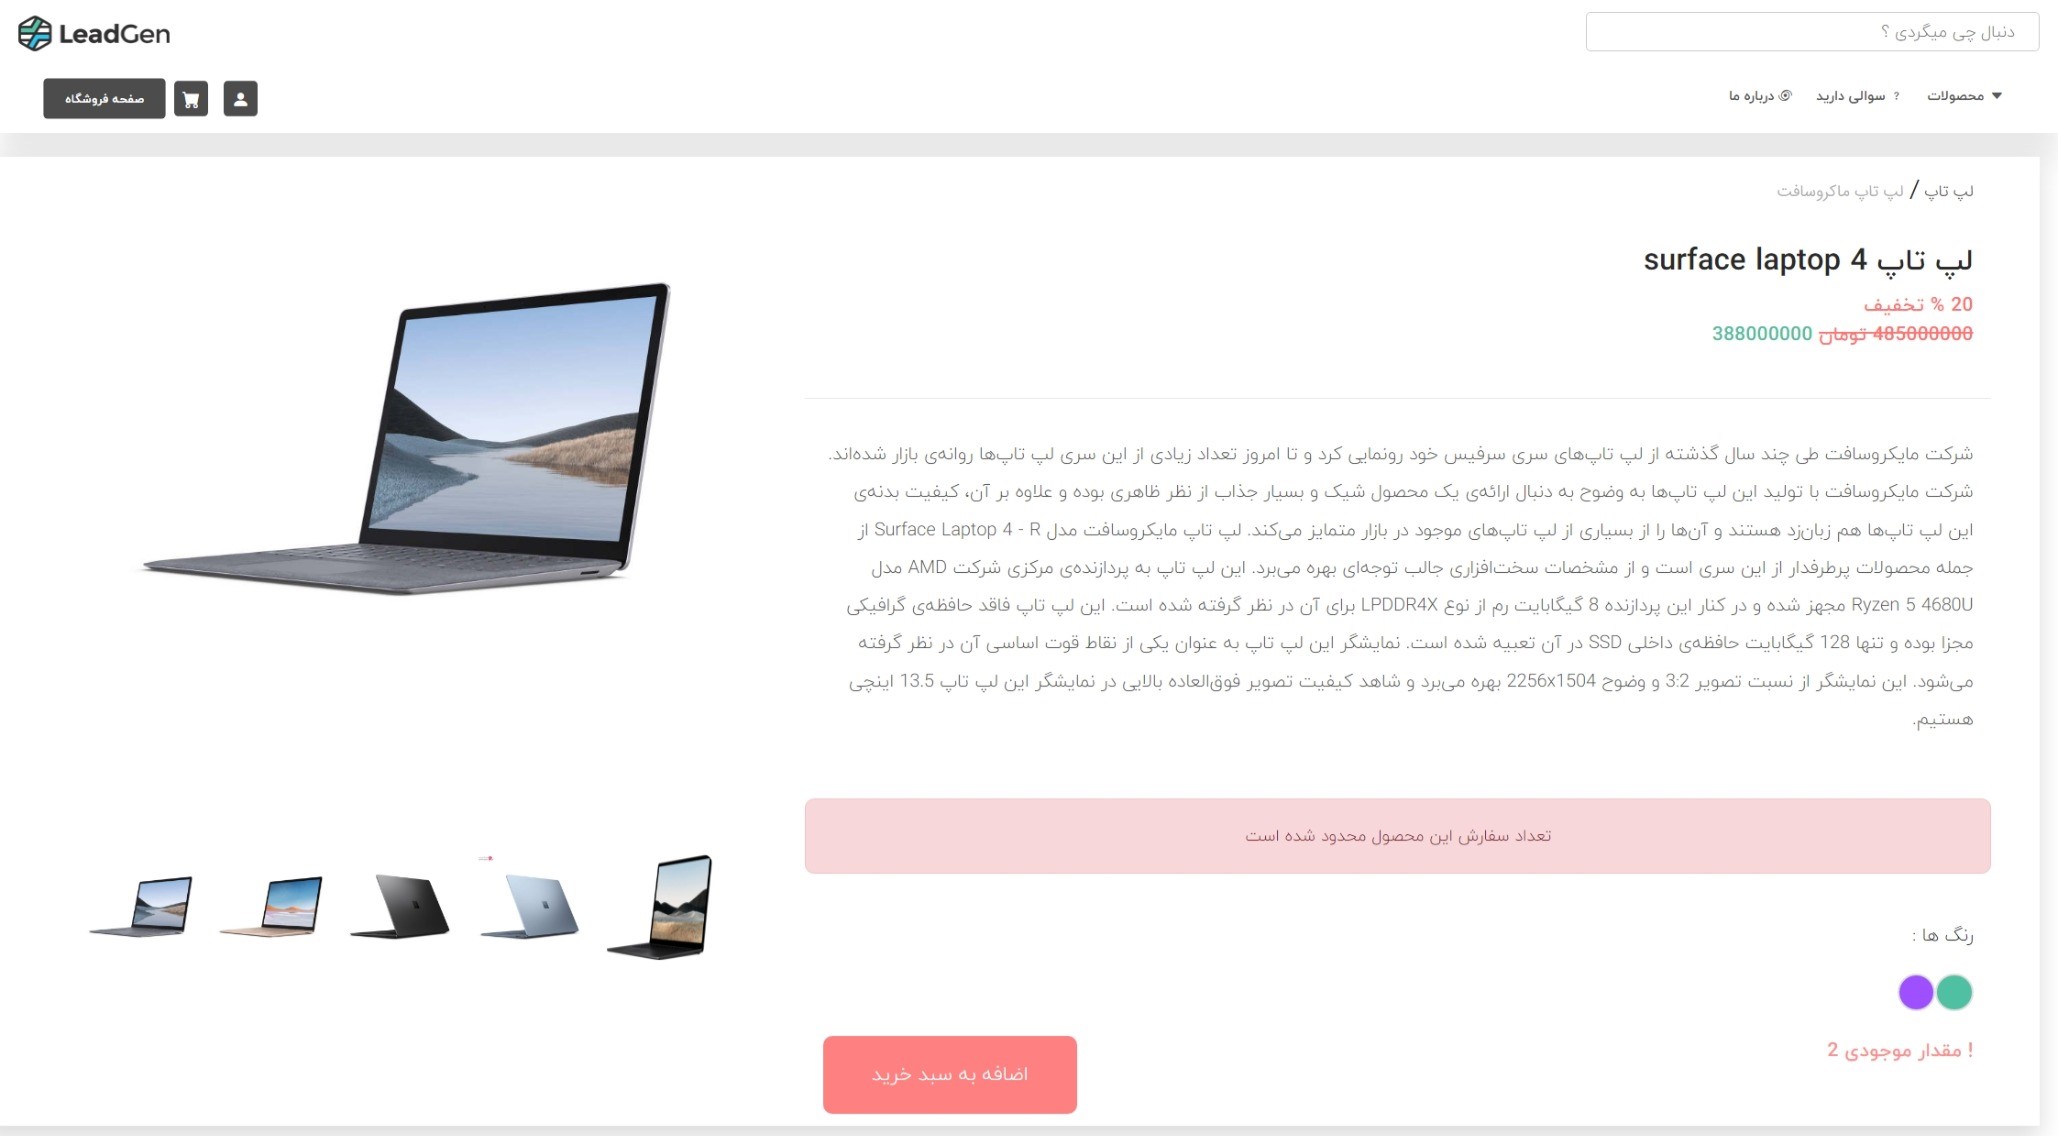 LeadGen
دنبال چی میگردی ؟
محصولات
? سوالی دارید
درباره ما
صفحه فروشگاه
لپ تاپ / لپ تاپ ماکروسافت
لپ تاپ surface laptop 4
20 % تخفیف
485000000 تومان 388000000
شرکت مایکروسافت طی چند سال گذشته از لپ تاپ‌های سری سرفیس خود رونمایی کرد و تا امروز تعداد زیادی از این سری لپ تاپ‌ها روانه‌ی بازار شده‌اند.
شرکت مایکروسافت با تولید این لپ تاپ‌ها به وضوح به دنبال ارائه‌ی یک محصول شیک و بسیار جذاب از نظر ظاهری بوده و علاوه بر آن، کیفیت بدنه‌ی
این لپ تاپ‌ها هم زبان‌زد هستند و آن‌ها را از بسیاری از لپ تاپ‌های موجود در بازار متمایز می‌کند. لپ تاپ مایکروسافت مدل Surface Laptop 4 - R از
جمله محصولات پرطرفدار از این سری است و از مشخصات سخت‌افزاری جالب توجه‌ای بهره می‌برد. این لپ تاپ به پردازنده‌ی مرکزی شرکت AMD مدل
Ryzen 5 4680U مجهز شده و در کنار این پردازنده 8 گیگابایت رم از نوع LPDDR4X برای آن در نظر گرفته شده است. این لپ تاپ فاقد حافظه‌ی گرافیکی
مجزا بوده و تنها 128 گیگابایت حافظه‌ی داخلی SSD در آن تعبیه شده است. نمایشگر این لپ تاپ به عنوان یکی از نقاط قوت اساسی آن در نظر گرفته
می‌شود. این نمایشگر از نسبت تصویر 3:2 و وضوح 2256x1504 بهره می‌برد و شاهد کیفیت تصویر فوق‌العاده بالایی در نمایشگر این لپ تاپ 13.5 اینچی
هستیم.
تعداد سفارش این محصول محدود شده است
رنگ ها :
! مقدار موجودی 2
اضافه به سبد خرید